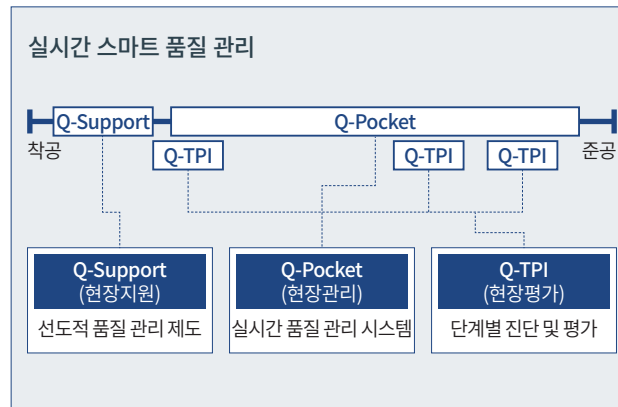 실시간 스마트 품질 관리
Q-Support
Q-Pocket
착공
Q-TPI
Q-TPI
Q-TPI
준공
Q-Support
(현장지원)
선도적 품질 관리 제도
Q-Pocket
(현장관리)
실시간 품질 관리 시스템
Q-TPI
(현장평가)
단계별 진단 및 평가